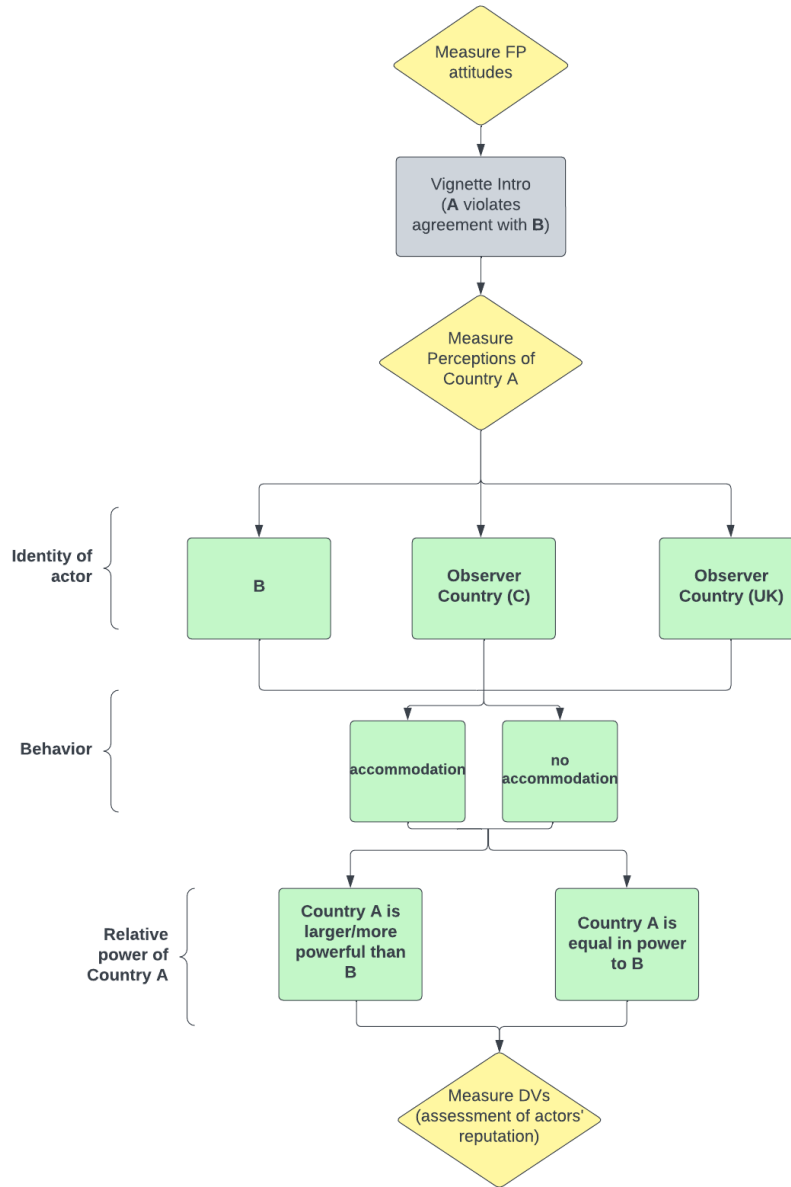 Measure FP
attitudes
Vignette Intro
(A violates
agreement with B)
Measure
Perceptions of
Country A
Identity of
actor
B
Observer
Country (C)
Observer
Country (UK)
Behavior
accommodation
no
accommodation
Relative
power of
Country A
Country A is
larger/more
powerful than
B
Country A is
equal in power
to B
Measure DVs
(assessment of actors'
reputation)